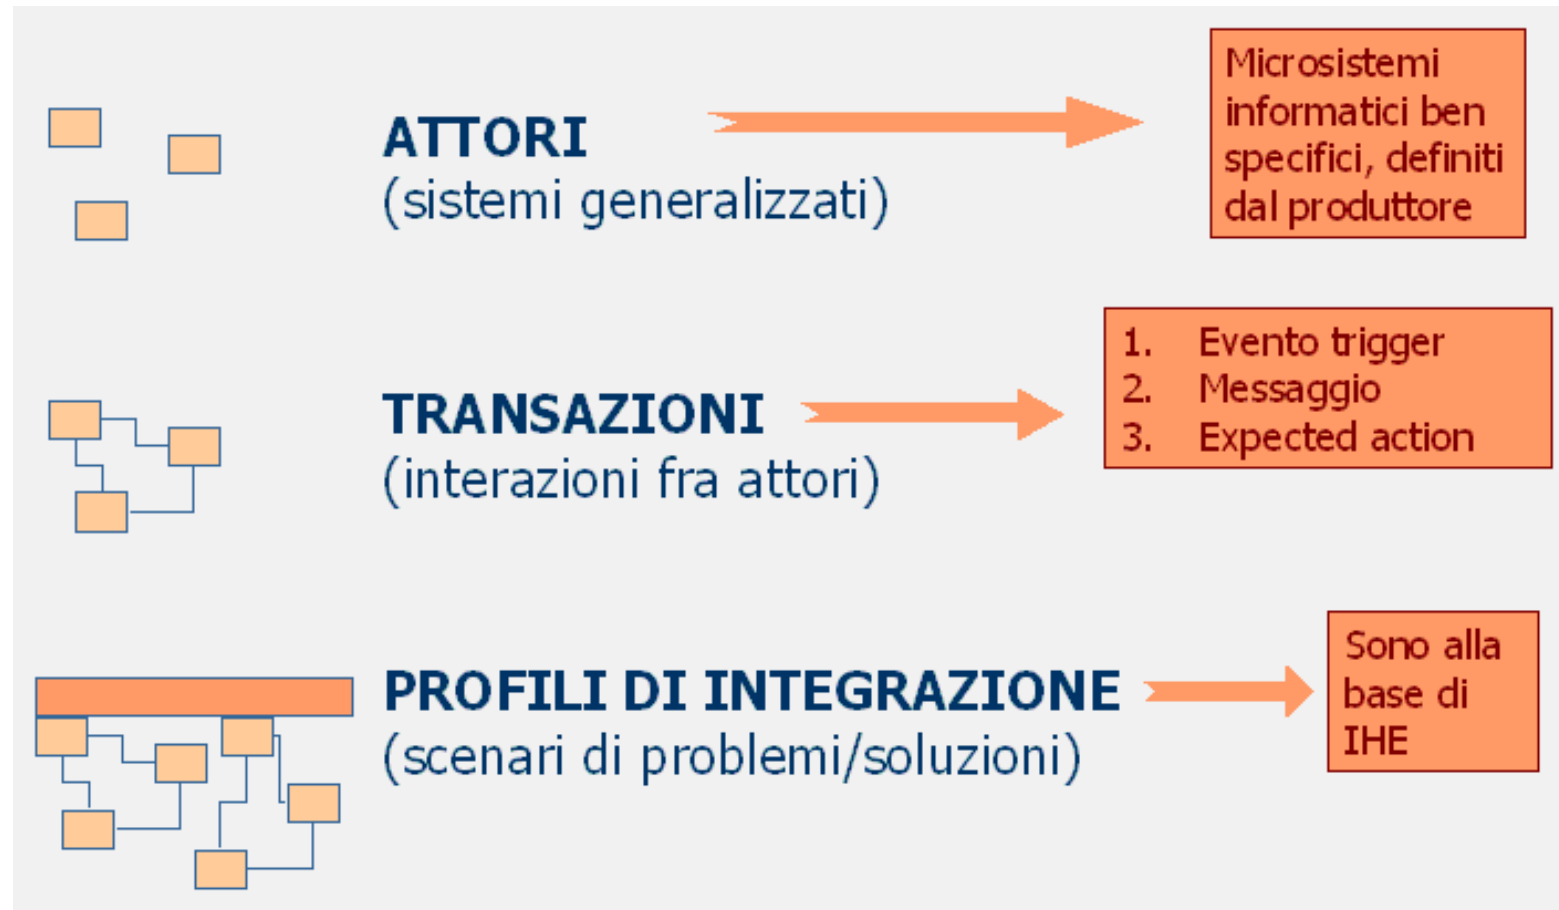 ATTORI
(sistemi generalizzati)
Microsistemi
informatici ben
specifici, definiti
dal produttore
TRANSAZIONI
(interazioni fra attori)
1. Evento trigger
2. Messaggio
3. Expected action
PROFILI DI INTEGRAZIONE
(scenari di problemi/soluzioni)
Sono alla
base di
IHE